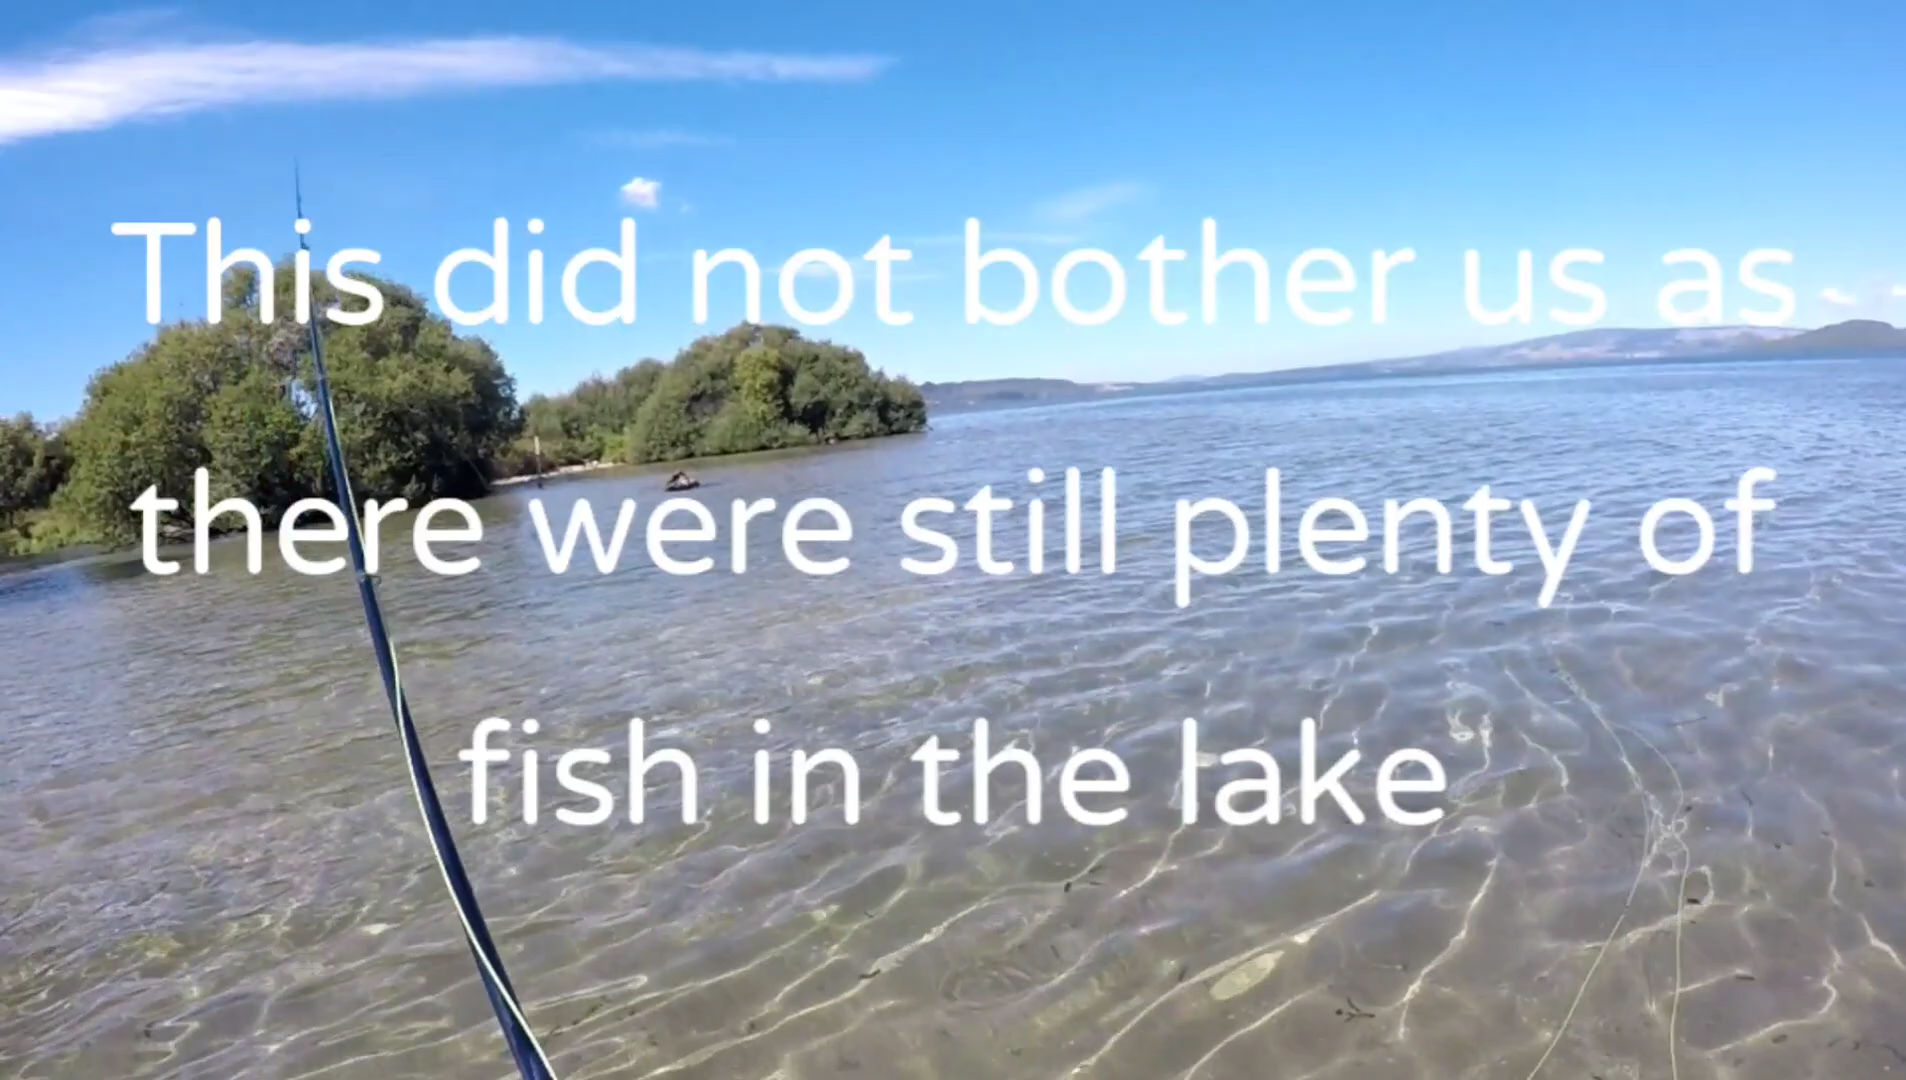 This did not bother us as
there were still plenty of
fish in the lake